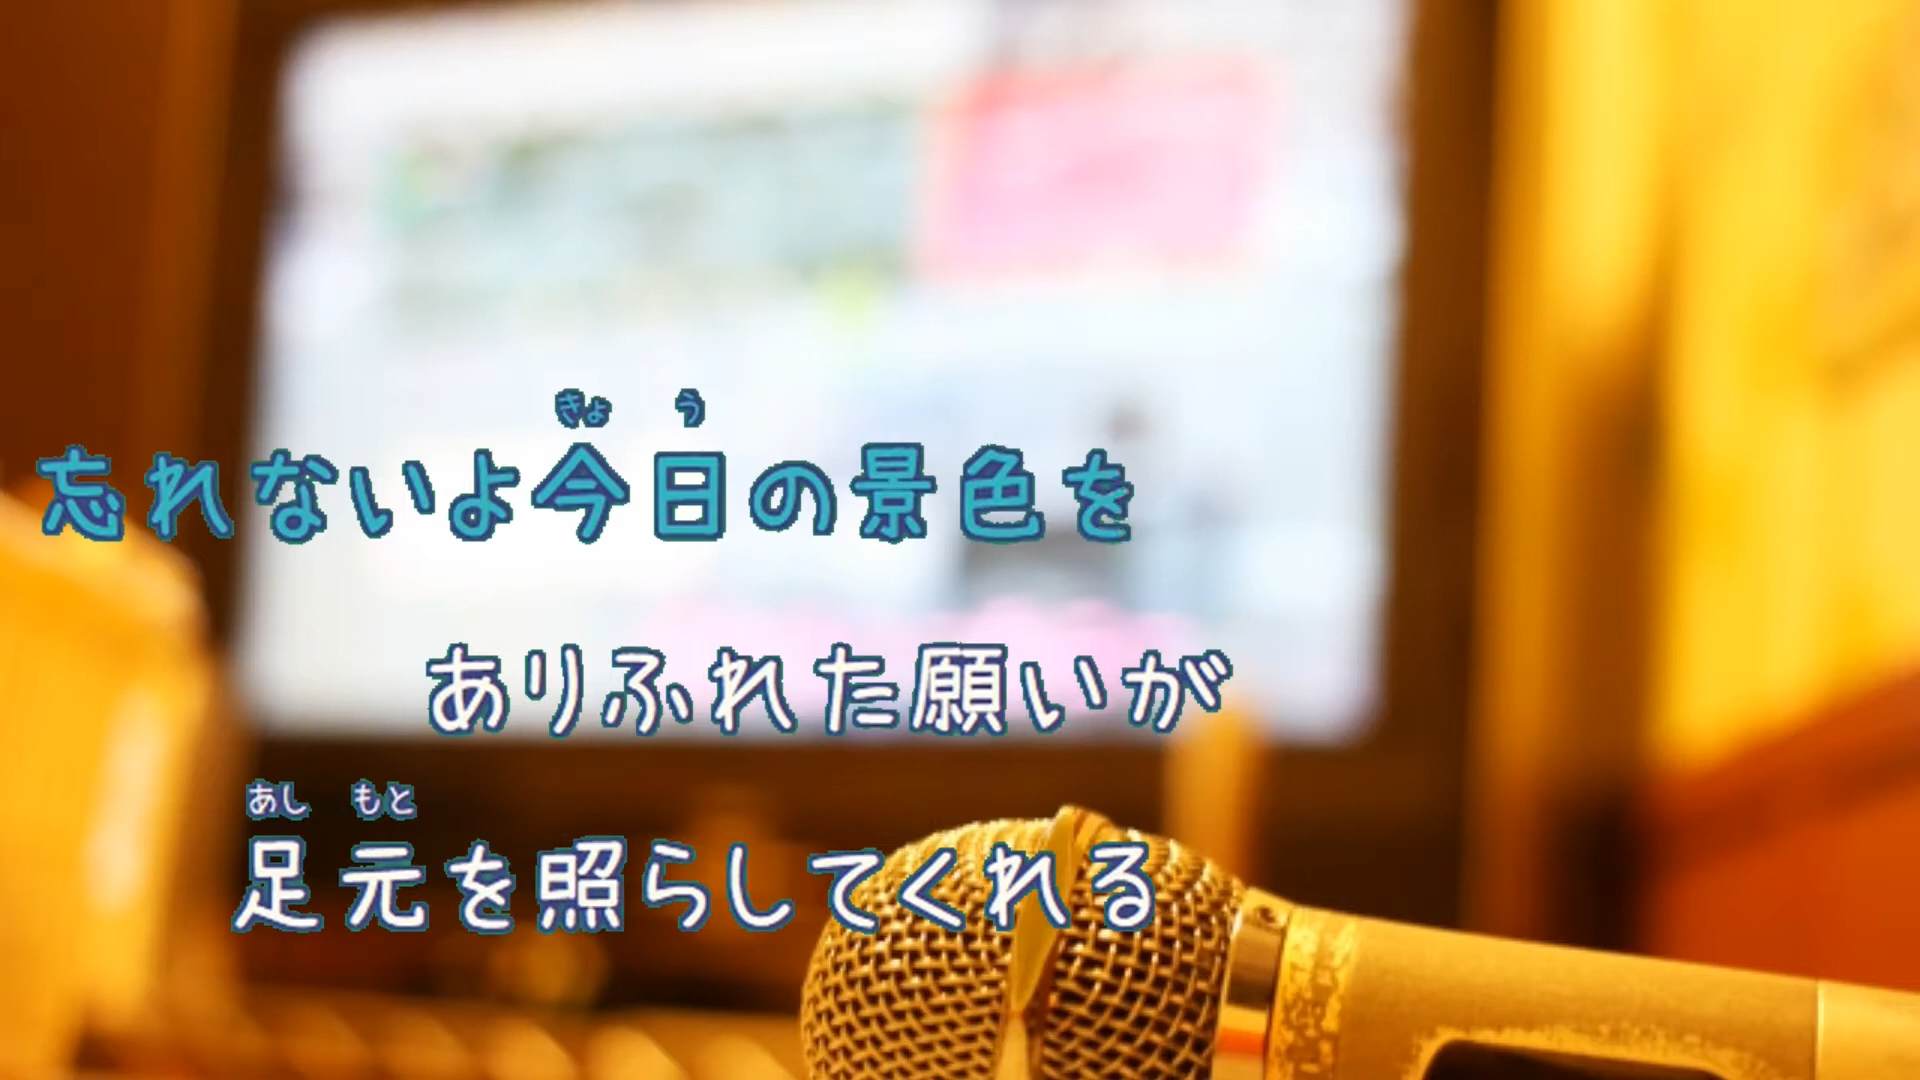 きょう
忘れないよ今日の景色を
ありふれた願いが
あしもと
足元を照らしてくれる